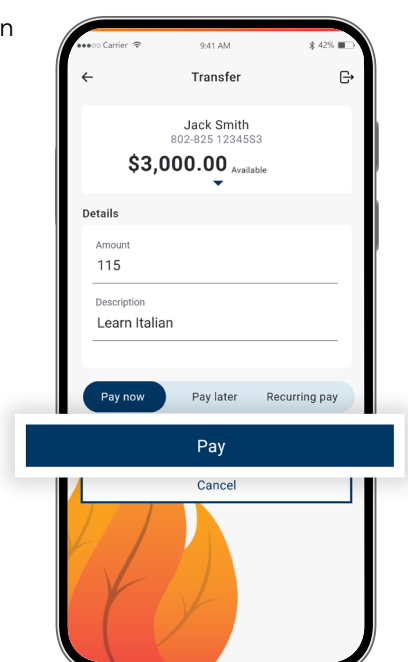 n
Carrier 9:41 AM 42%
Transfer
Jack Smith
802-825 12345S3
$3,000.00 Available
Details
Amount
115
Description
Learn Italian
Pay now Pay later Recurring pay
Pay
Cancel